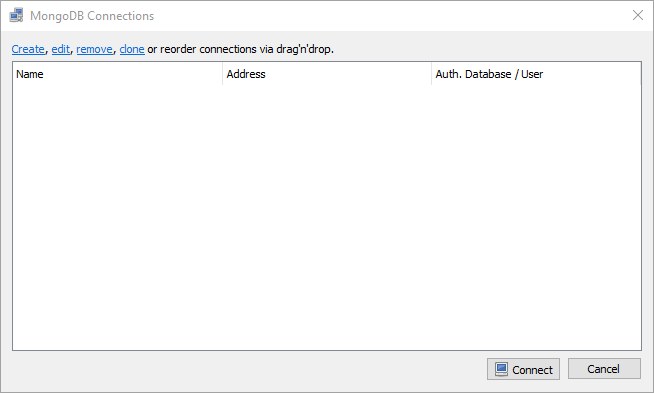 MongoDB Connections
Create, edit, remove, clone or reorder connections via drag'n'drop.
Name Address Auth. Database / User
Connect Cancel